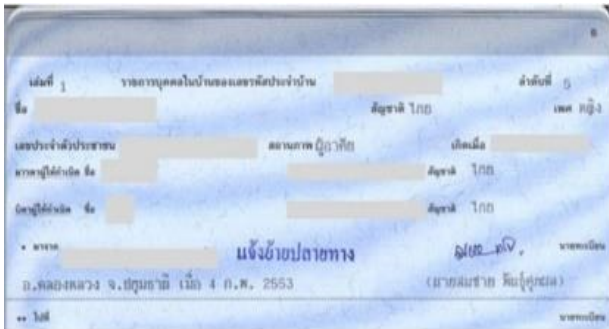 เล่มที่ 1 รายการบุคคลในบ้านของเลขรหัสประจำบ้าน ลำดับที่ 5
ชื่อ สัญชาติ ไทย เพศ หญิง
เลขประจำตัวประชาชน สถานภาพ ผู้อาศัย เกิดเมื่อ
มารดาผู้ให้กำเนิด ชื่อ สัญชาติ ไทย
บิดาผู้ให้กำเนิด ชื่อ สัญชาติ ไทย
* มาจาก แจ้งย้ายปลายทาง นายทะเบียน
อ.คลองหลวง จ.ปทุมธานี เมื่อ 4 ก.พ. 2553 (นายสมชาย
** ไปที่ นายทะเบียน